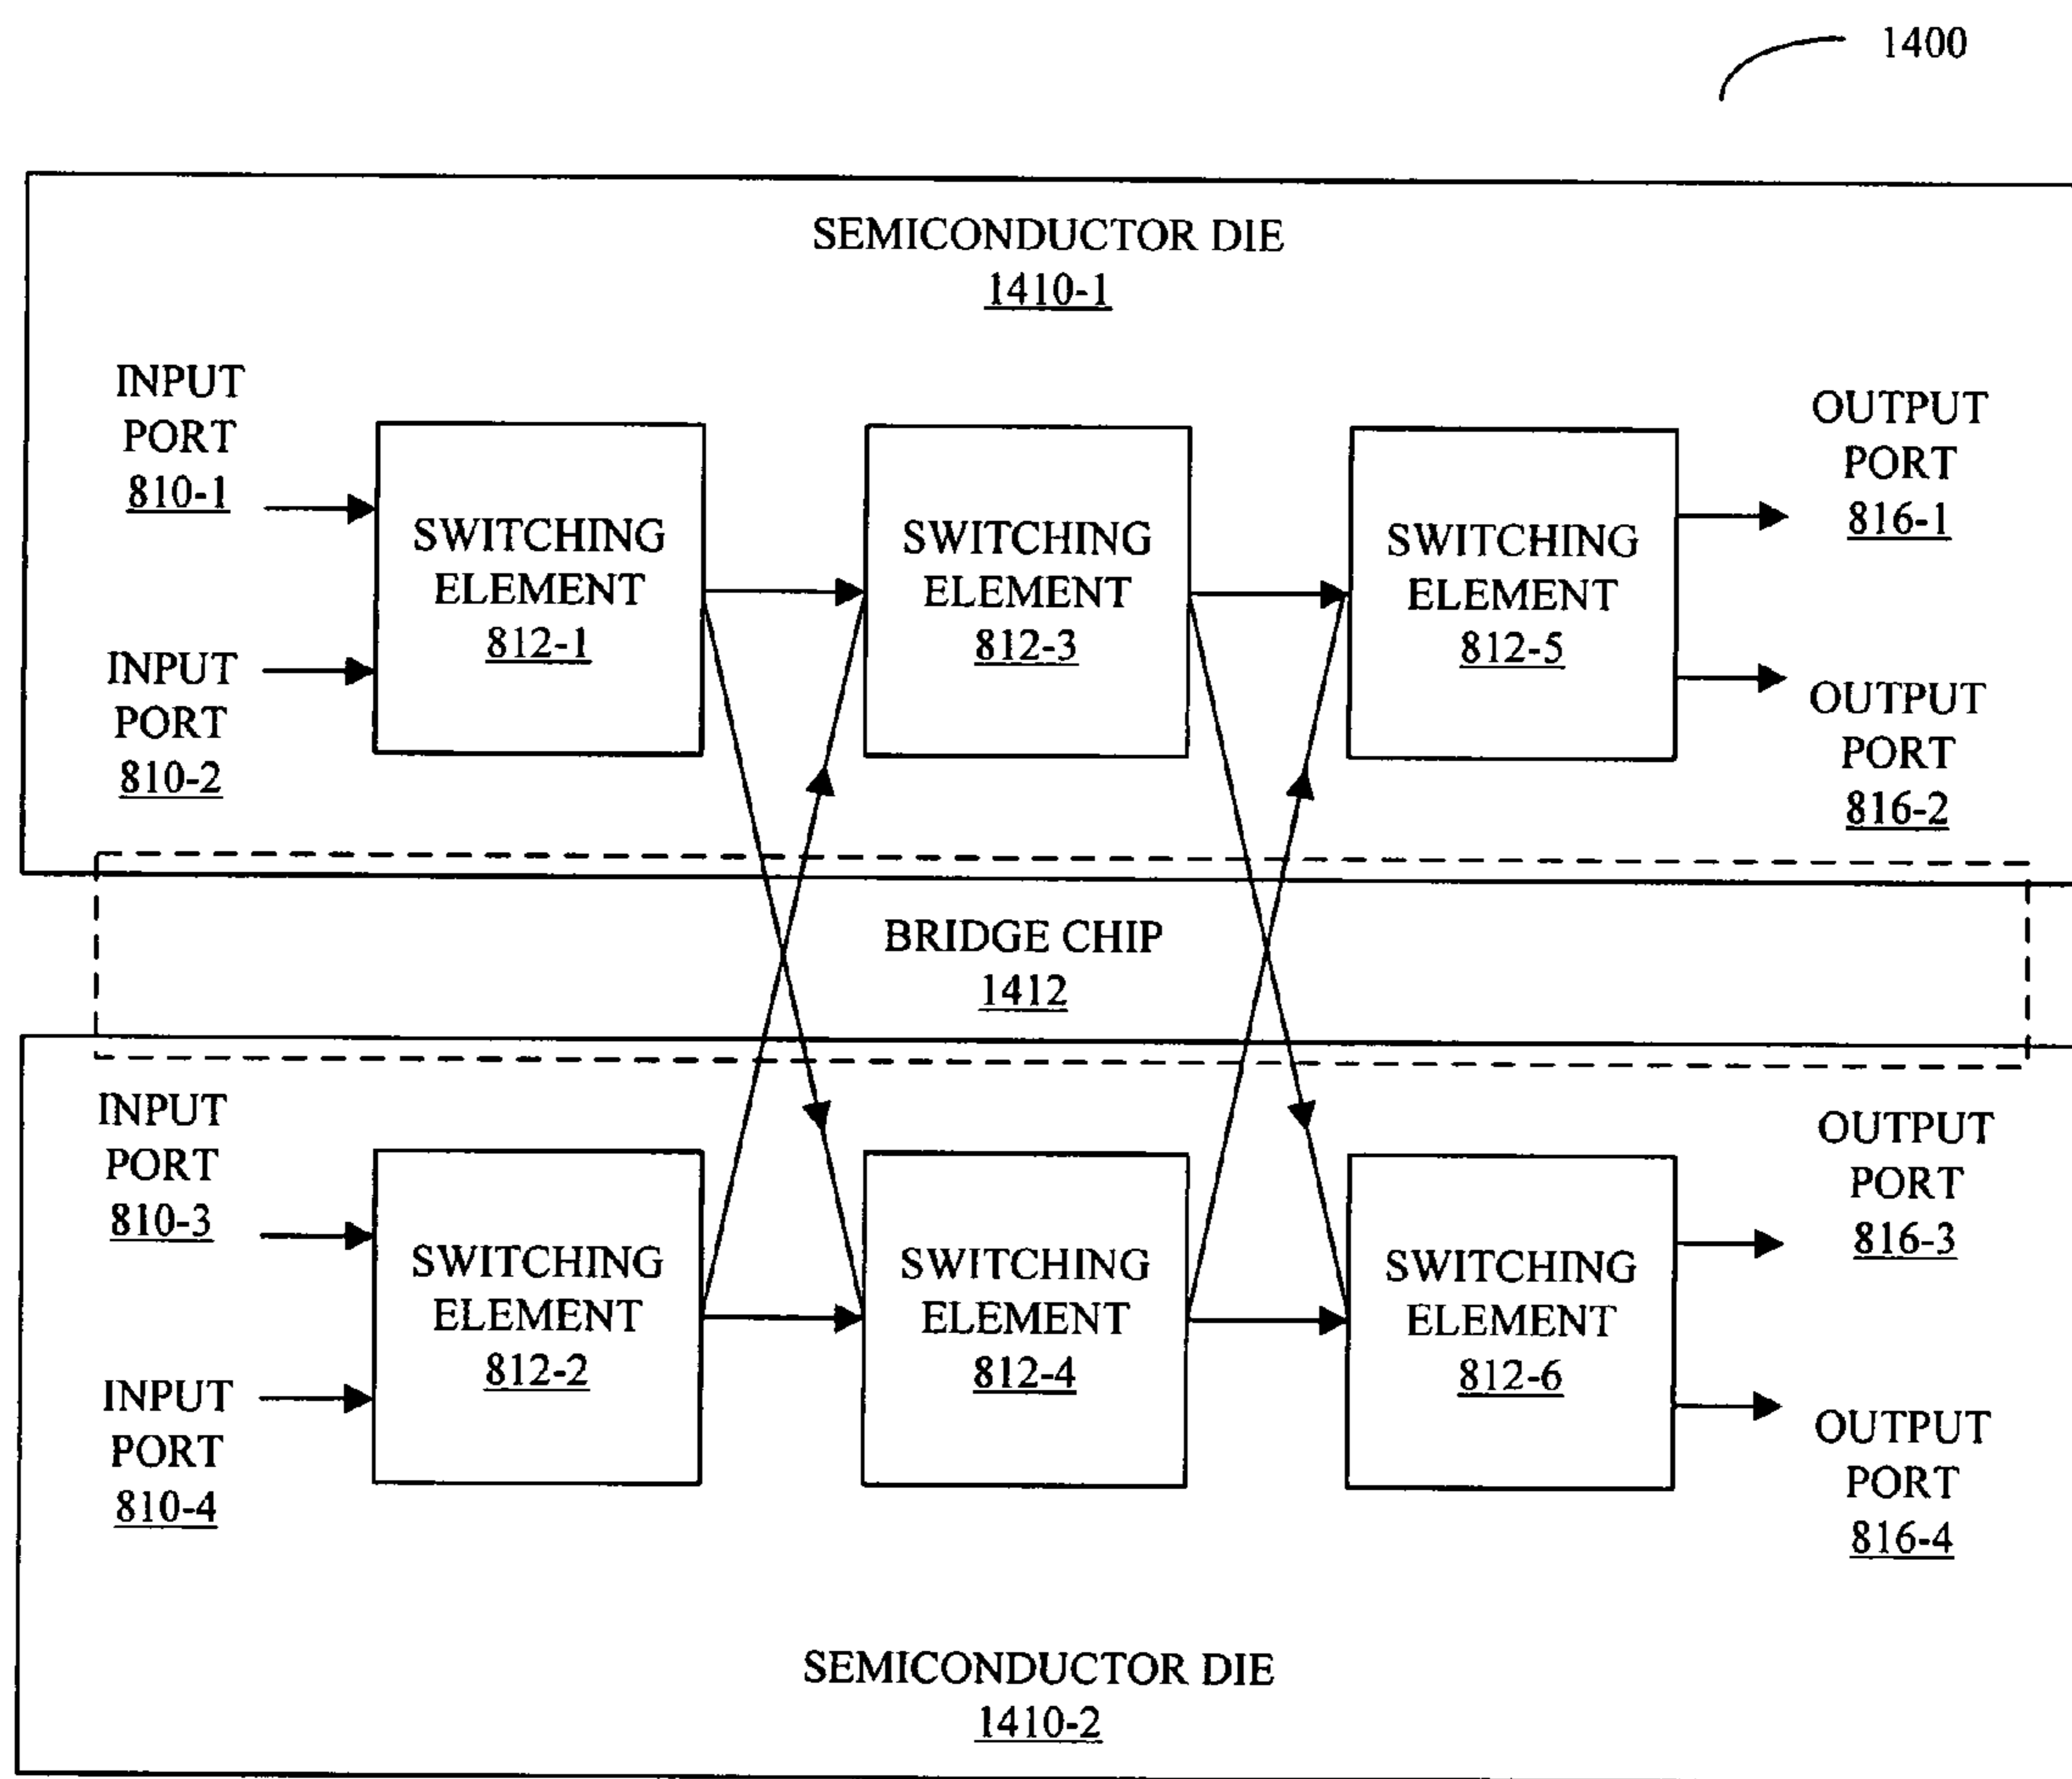 1400
SEMICONDUCTOR DIE
1410-1
INPUT
PORT
810-1
INPUT
PORT
810-2
SWITCHING
ELEMENT
812-1
SWITCHING
ELEMENT
812-3
SWITCHING
ELEMENT
812-5
OUTPUT
PORT
816-1
OUTPUT
PORT
816-2
BRIDGE CHIP
1412
INPUT
PORT
810-3
INPUT
PORT
810-4
SWITCHING
ELEMENT
812-2
SWITCHING
ELEMENT
812-4
SWITCHING
ELEMENT
812-6
OUTPUT
PORT
816-3
OUTPUT
PORT
816-4
SEMICONDUCTOR DIE
1410-2